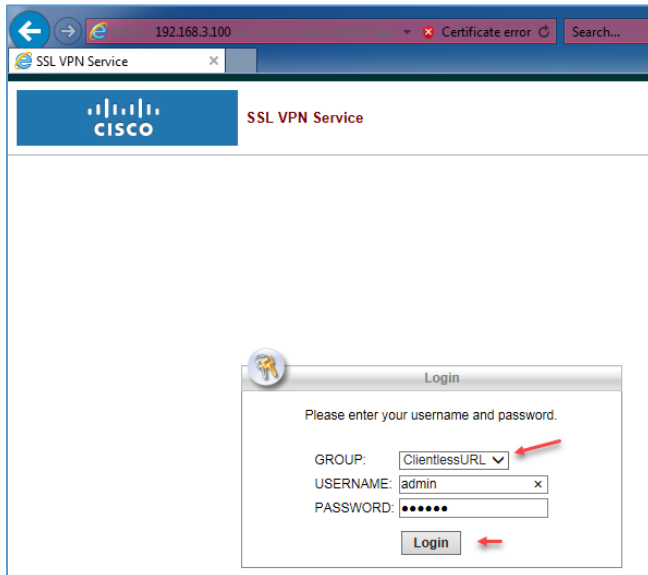 192.168.3.100
Certificate error
Search...
SSL VPN Service
CISCO
SSL VPN Service
Login
Please enter your username and password.
GROUP: ClientlessURL
USERNAME: admin
PASSWORD: ••••••
Login